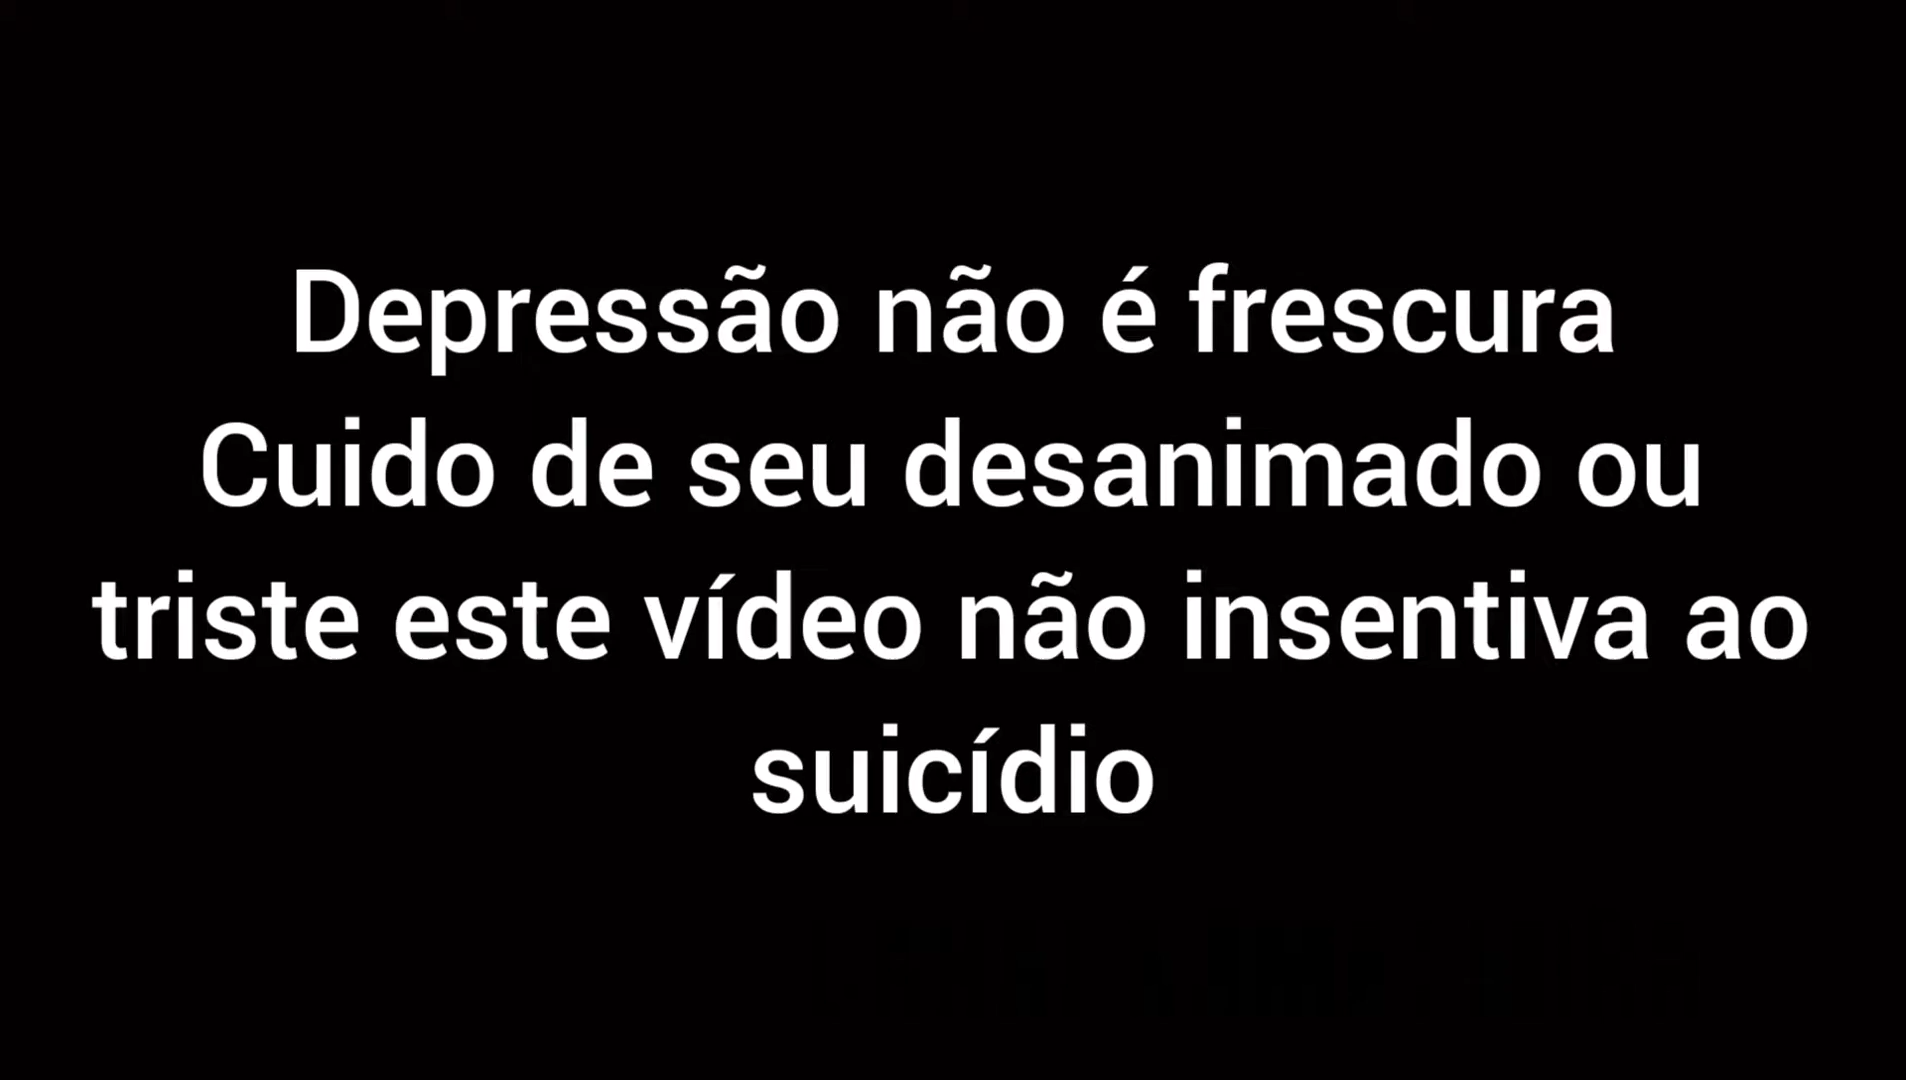 Depressão não é frescura
Cuido de seu desanimado ou
triste este vídeo não insentiva ao
suicídio